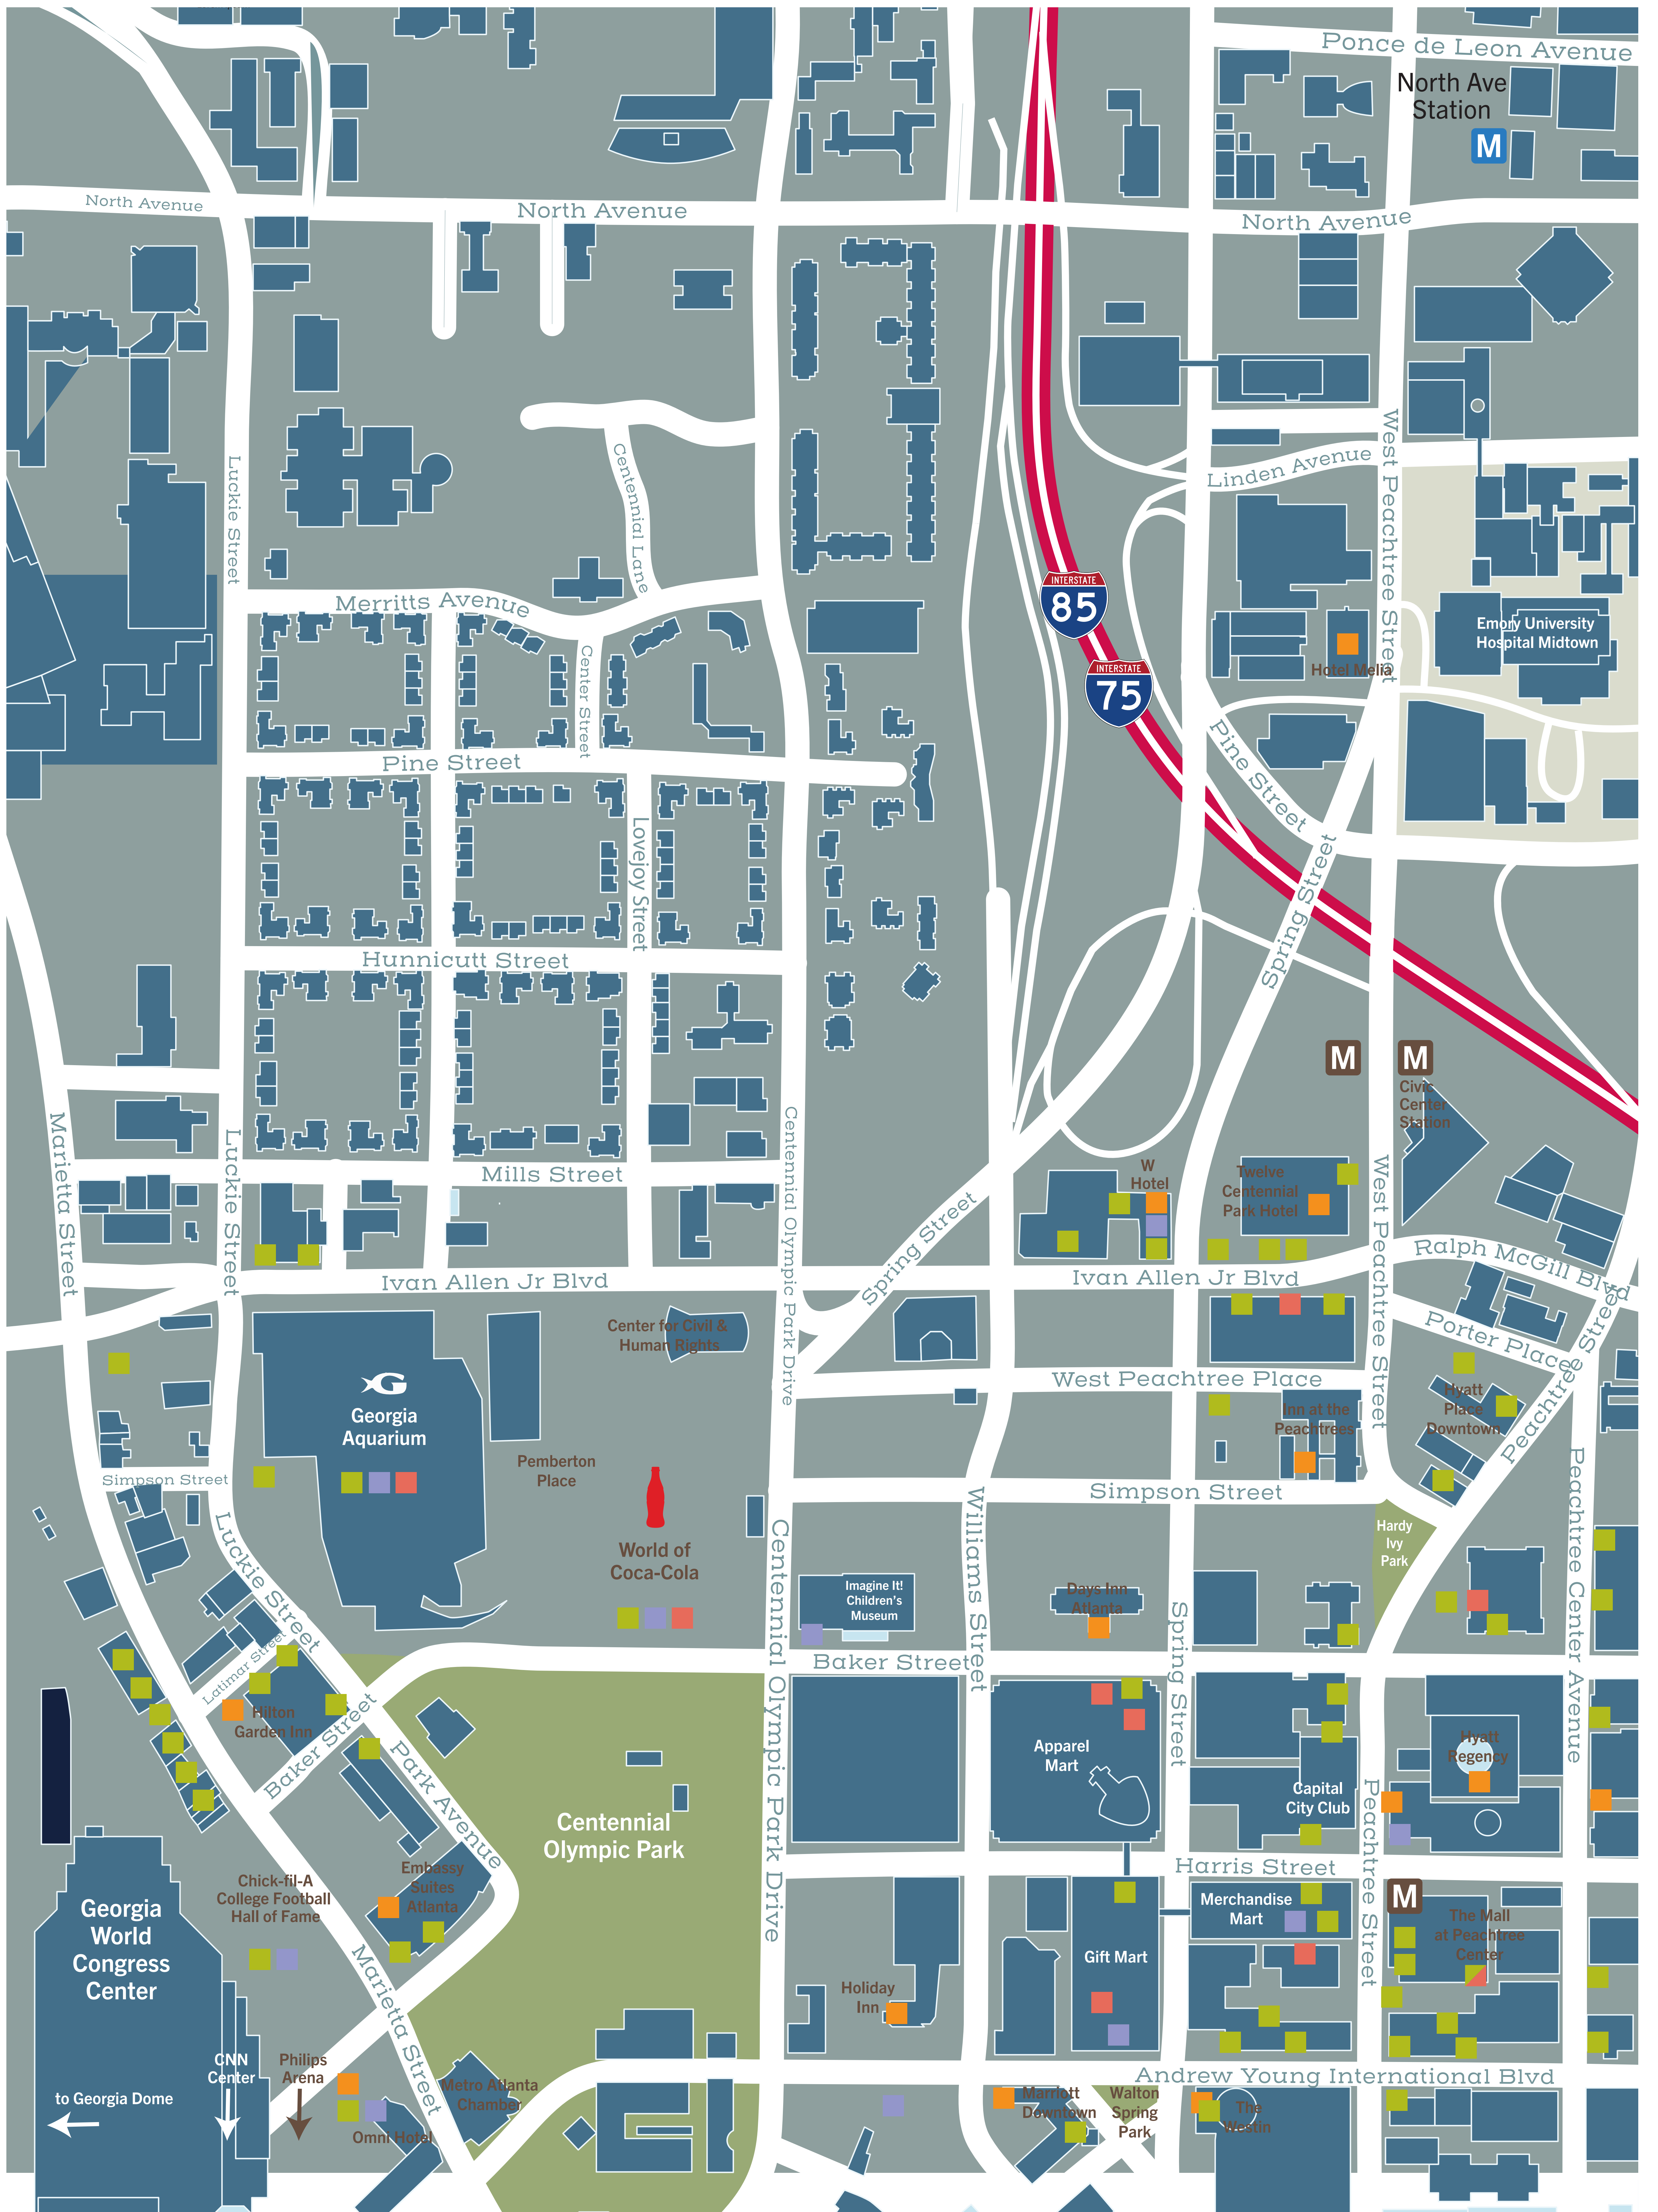 Ponce de Leon Avenue
North Ave
Station
M
North Avenue
North Avenue
North Avenue
Luckie Street
Centennial Lane
West Peachtree Street
Linden Avenue
INTERSTATE
85
INTERSTATE
75
Merritts Avenue
Center Street
Emory University
Hospital Midtown
Hotel Melia
Pine Street
Pine Street
Lovejoy Street
Spring Street
Hunnicutt Street
M
M
Civic
Center
Station
Marietta Street
Luckie Street
Mills Street
Centennial Olympic Park Drive
Spring Street
W
Hotel
Twelve
Centennial
Park Hotel
West Peachtree Street
Ralph McGill Blvd
Ivan Allen Jr Blvd
Ivan Allen Jr Blvd
Center for Civil &
Human Rights
Porter Place
Peachtree Street
West Peachtree Place
Georgia
Aquarium
Inn at the
Peachtrees
Hyatt
Place
Downtown
Pemberton
Place
Simpson Street
Simpson Street
Peachtree Center Avenue
Luckie Street
World of
Coca-Cola
Centennial Olympic Park Drive
Williams Street
Hardy
Ivy
Park
Imagine It!
Children's
Museum
Days Inn
Atlanta
Spring Street
Latimar Street
Baker Street
Hilton
Garden Inn
Baker Street
Park Avenue
Apparel
Mart
Hyatt
Regency
Capital
City Club
Peachtree Street
Centennial
Olympic Park
Harris Street
Chick-fil-A
College Football
Hall of Fame
Embassy
Suites
Atlanta
Georgia
World
Congress
Center
Merchandise
Mart
M
The Mall
at Peachtree
Center
Gift Mart
Marietta Street
Holiday
Inn
CNN
Center
Philips
Arena
Andrew Young International Blvd
to Georgia Dome
Metro Atlanta
Chamber
Omni Hotel
Marriott
Downtown
Walton
Spring
Park
The
Westin